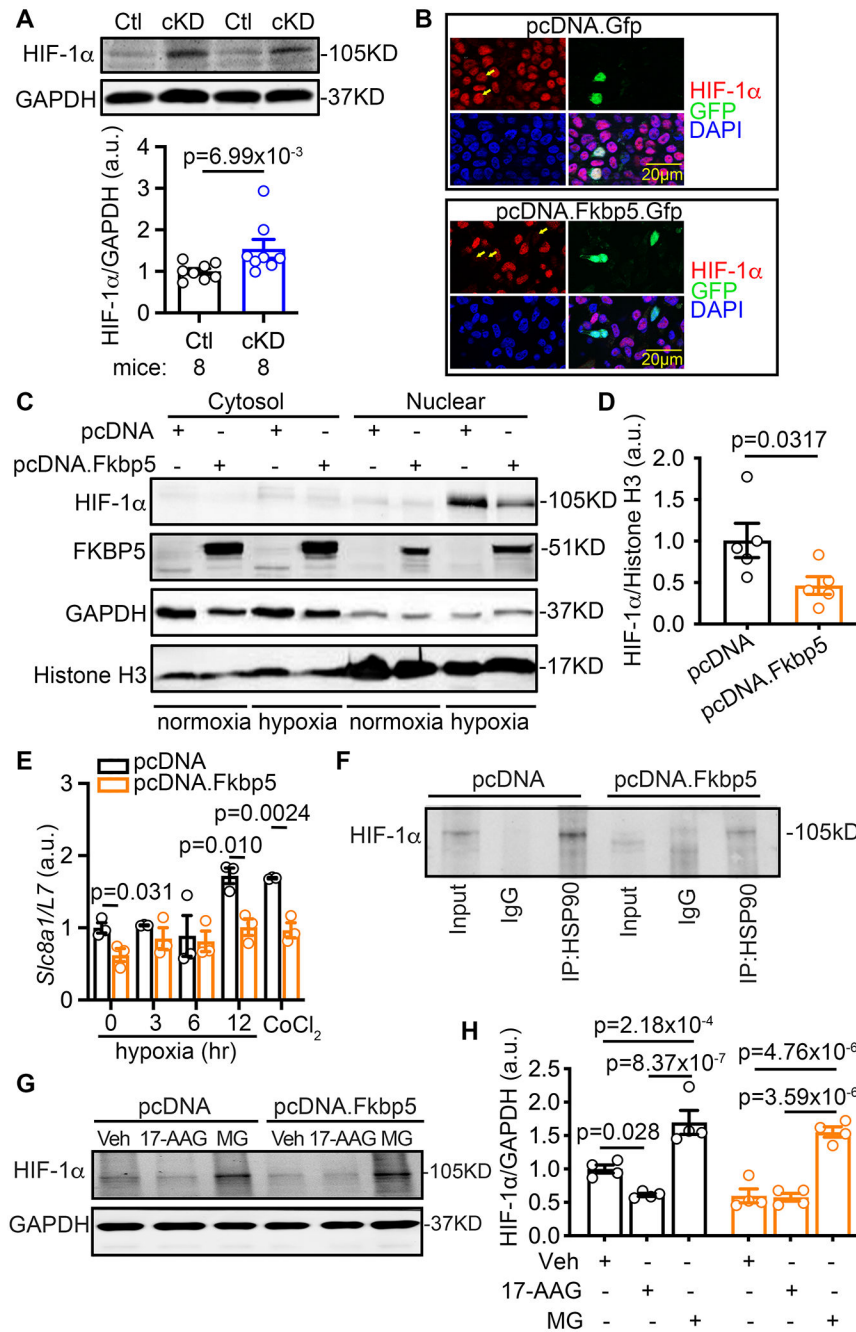 A
Ctl cKD Ctl cKD
HIF-1α -105KD
GAPDH -37KD
p=6.99x10⁻³
HIF-1α/GAPDH (a.u.)
4
3
2
1
0
Ctl cKD
mice: 8 8
B
pcDNA.Gfp
HIF-1α
GFP
DAPI
20μm
pcDNA.Fkbp5.Gfp
HIF-1α
GFP
DAPI
20μm
C
Cytosol Nuclear
pcDNA + - + - + - + -
pcDNA.Fkbp5 - + - + - + - +
HIF-1α -105KD
FKBP5 -51KD
GAPDH -37KD
Histone H3 -17KD
normoxia hypoxia normoxia hypoxia
D
p=0.0317
HIF-1α/Histone H3 (a.u.)
2.0
1.5
1.0
0.5
0.0
pcDNA
pcDNA.Fkbp5
E
pcDNA
pcDNA.Fkbp5
Slc8a1/L7 (a.u.)
3
2
1
0
p=0.0024
p=0.010
p=0.031
0 3 6 12 CoCl₂
hypoxia (hr)
F
pcDNA pcDNA.Fkbp5
HIF-1α -105kD
Input IgG IP:HSP90 Input IgG IP:HSP90
G
pcDNA pcDNA.Fkbp5
Veh 17-AAG MG Veh 17-AAG MG
HIF-1α -105KD
GAPDH -37KD
H
p=2.18x10⁻⁴
p=8.37x10⁻⁷
p=4.76x10⁻⁶
p=3.59x10⁻⁶
p=0.028
HIF-1α/GAPDH (a.u.)
2.5
2.0
1.5
1.0
0.5
0.0
Veh + - - + - -
17-AAG - + - - + -
MG - - + - - +